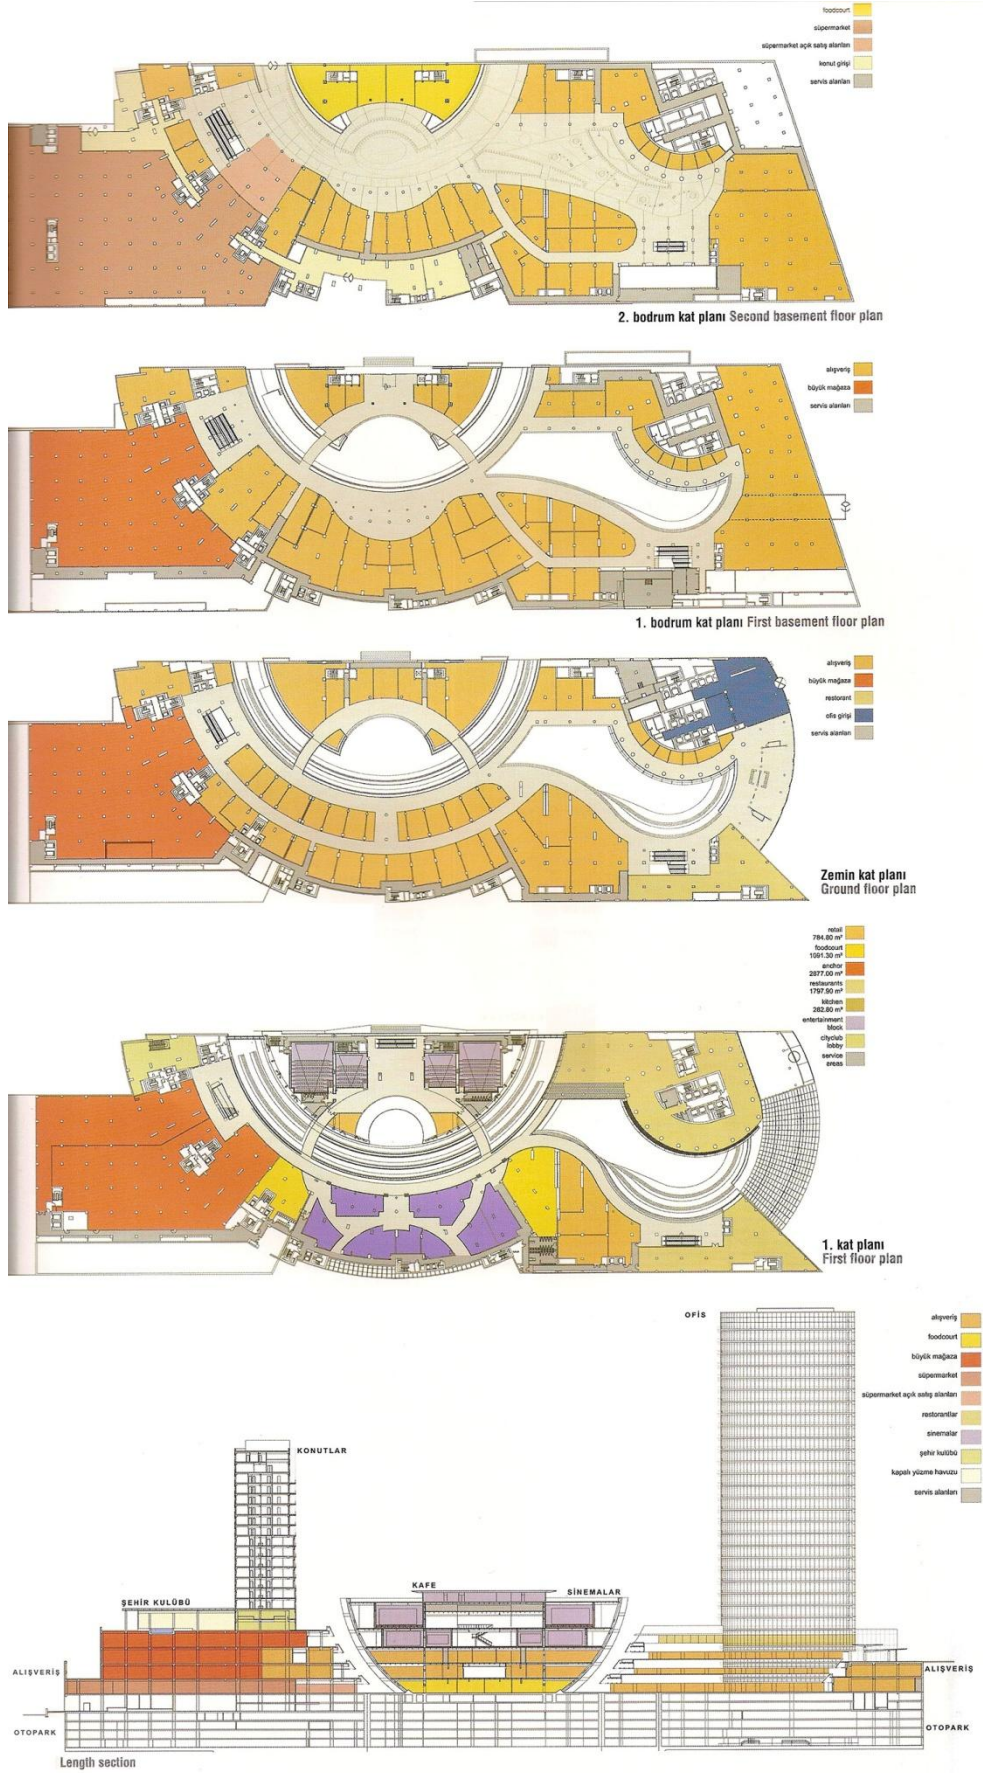 foodcourt
süpermarket
süpermarket açık satış alanları
konut girişi
servis alanları
2. bodrum kat planı Second basement floor plan
alışveriş
büyük mağaza
servis alanları
1. bodrum kat planı First basement floor plan
alışveriş
büyük mağaza
restorant
ofis girişi
servis alanları
Zemin kat planı
Ground floor plan
retail
784.80 m²
foodcourt
1091.30 m²
anchor
2877.00 m²
restaurants
1797.90 m²
kitchen
262.80 m²
entertainment
block
cityclub
lobby
service
areas
1. kat planı
First floor plan
OFİS
alışveriş
foodcourt
büyük mağaza
süpermarket
süpermarket açık satış alanları
restorantlar
sinemalar
şehir kulübü
kapalı yüzme havuzu
servis alanları
KONUTLAR
KAFE
SİNEMALAR
ŞEHİR KULÜBÜ
ALIŞVERİŞ
ALIŞVERİŞ
OTOPARK
OTOPARK
Length section